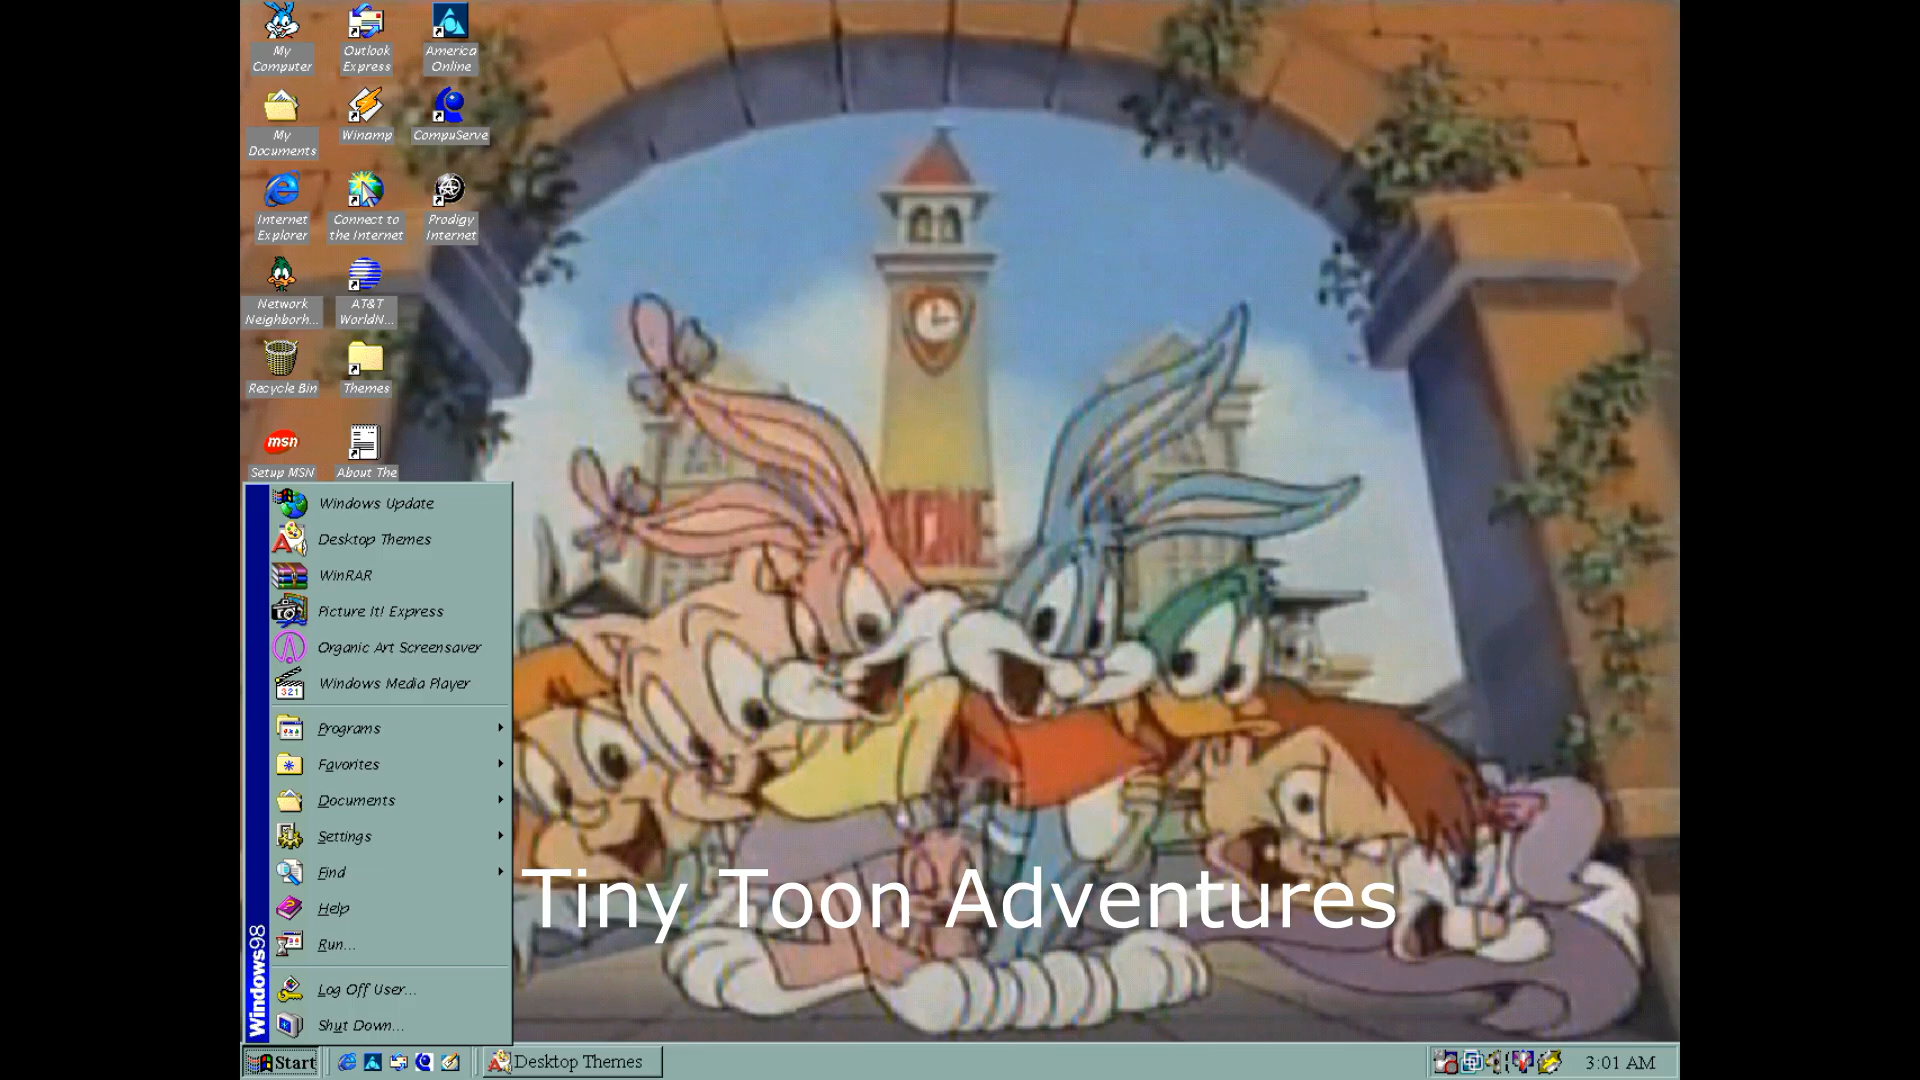 My
Computer
Outlook
Express
America
Online
My
Documents
Winamp
CompuServe
Internet
Explorer
Connect to
the Internet
Prodigy
Internet
Network
Neighborh...
AT&T
WorldN...
Recycle Bin
Themes
msn
Setup MSN
About The
Windows Update
Desktop Themes
WinRAR
Picture It! Express
Organic Art Screensaver
321
Windows Media Player
Programs
Favorites
Documents
Settings
Find
Help
Run...
Log Off User...
Shut Down...
Windows98
Tiny Toon Adventures
Start
Desktop Themes
3:01 AM